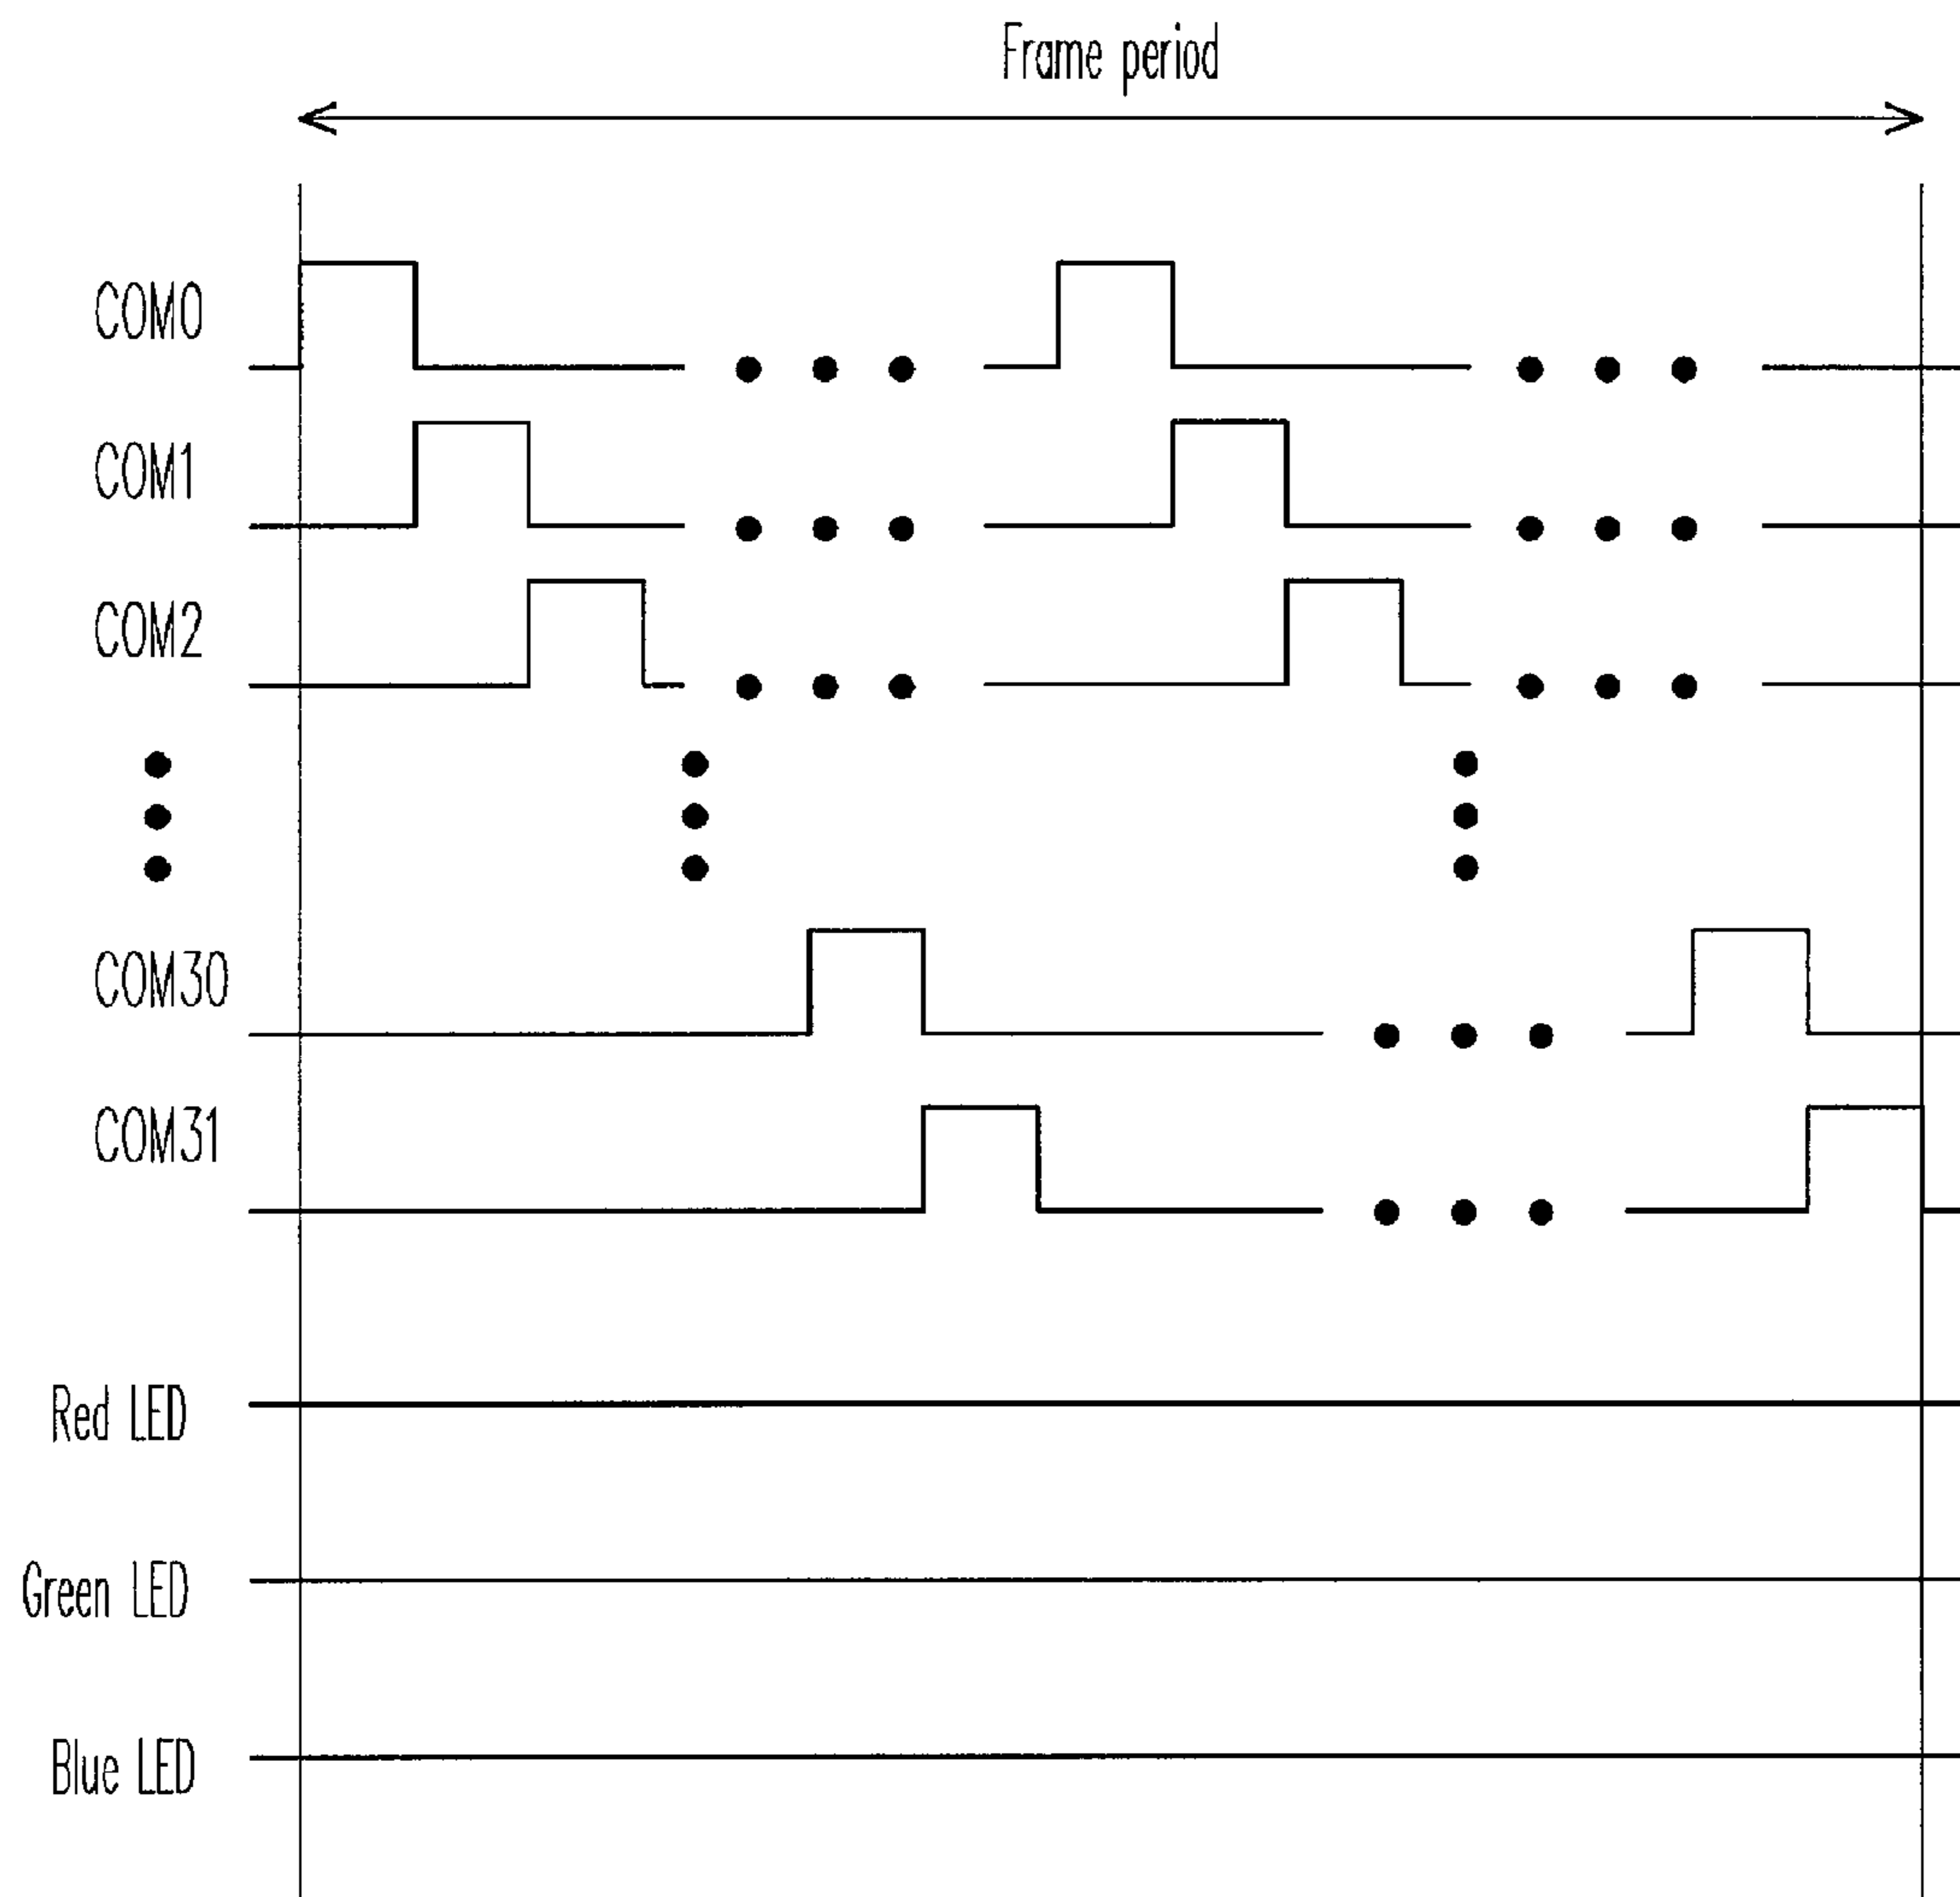 Frame period
COM0
COM1
COM2
COM30
COM31
Red LED
Green LED
Blue LED